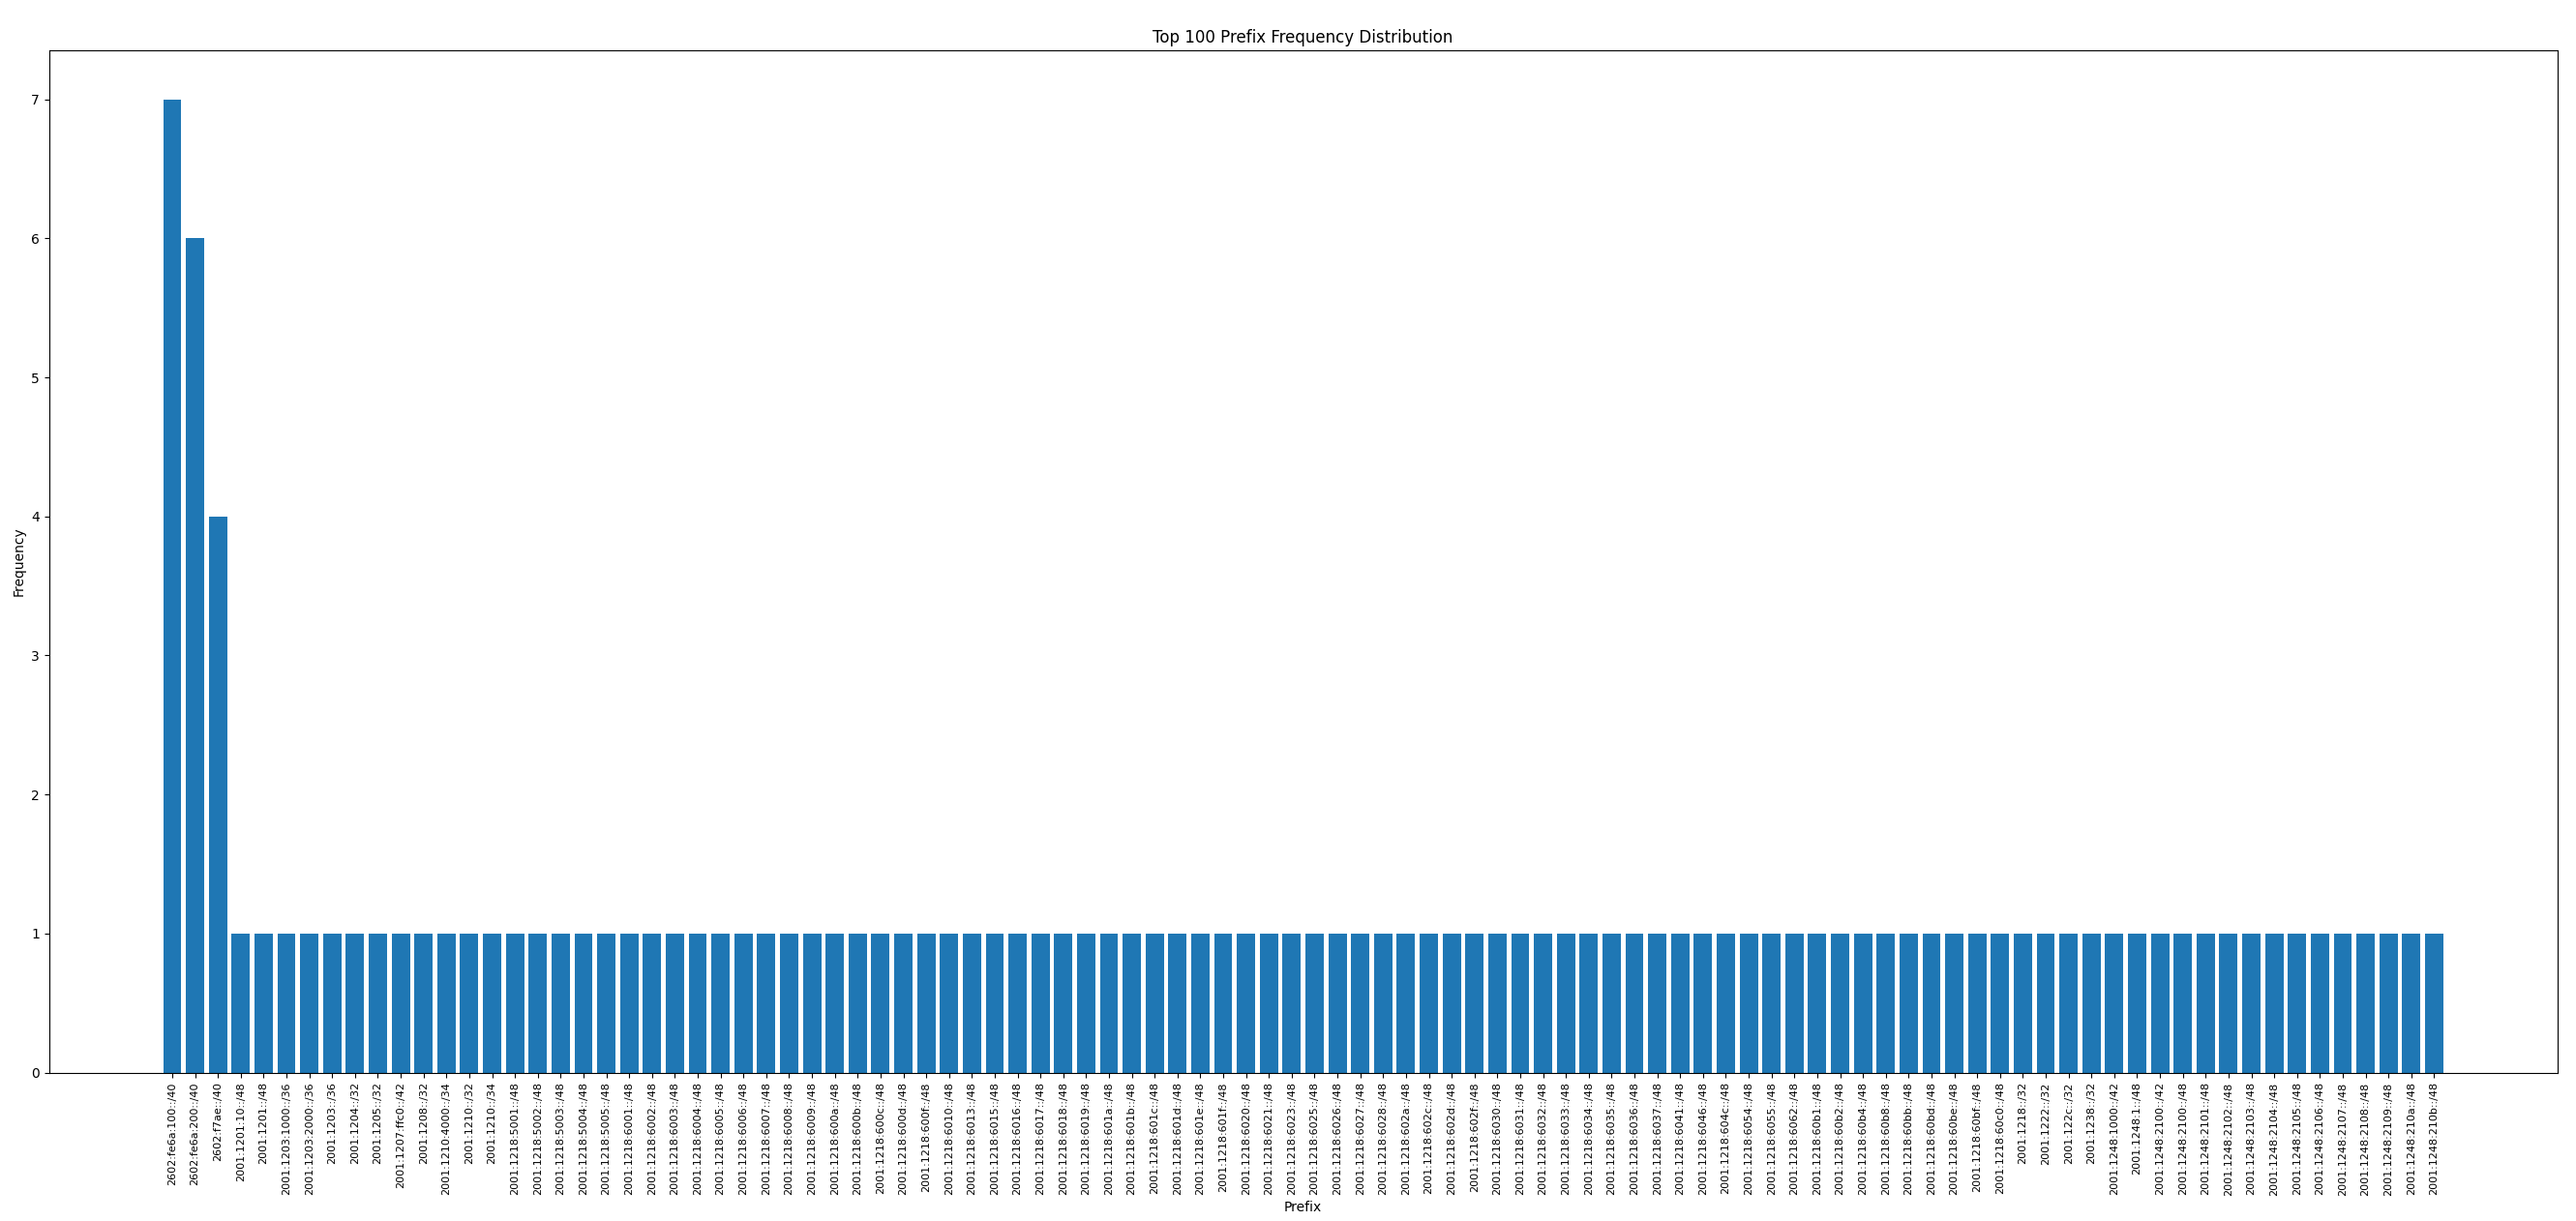 Top 100 Prefix Frequency Distribution
7
6
5
4
3
2
1
0
Frequency
2602:fe6a:100::/40
2602:fe6a:200::/40
2602:f7ae::/40
2001:1201:10::/48
2001:1201::/48
2001:1203:1000::/36
2001:1203:2000::/36
2001:1203::/36
2001:1204::/32
2001:1205::/32
2001:1207:ffc0::/42
2001:1208::/32
2001:1210:4000::/34
2001:1210::/32
2001:1210::/34
2001:1218:5001::/48
2001:1218:5002::/48
2001:1218:5003::/48
2001:1218:5004::/48
2001:1218:5005::/48
2001:1218:6001::/48
2001:1218:6002::/48
2001:1218:6003::/48
2001:1218:6004::/48
2001:1218:6005::/48
2001:1218:6006::/48
2001:1218:6007::/48
2001:1218:6008::/48
2001:1218:6009::/48
2001:1218:600a::/48
2001:1218:600b::/48
2001:1218:600c::/48
2001:1218:600d::/48
2001:1218:600f::/48
2001:1218:6010::/48
2001:1218:6013::/48
2001:1218:6015::/48
2001:1218:6016::/48
2001:1218:6017::/48
2001:1218:6018::/48
2001:1218:6019::/48
2001:1218:601a::/48
2001:1218:601b::/48
2001:1218:601c::/48
2001:1218:601d::/48
2001:1218:601e::/48
2001:1218:601f::/48
2001:1218:6020::/48
2001:1218:6021::/48
2001:1218:6023::/48
2001:1218:6025::/48
2001:1218:6026::/48
2001:1218:6027::/48
2001:1218:6028::/48
2001:1218:602a::/48
2001:1218:602c::/48
2001:1218:602d::/48
2001:1218:602f::/48
2001:1218:6030::/48
2001:1218:6031::/48
2001:1218:6032::/48
2001:1218:6033::/48
2001:1218:6034::/48
2001:1218:6035::/48
2001:1218:6036::/48
2001:1218:6037::/48
2001:1218:6041::/48
2001:1218:6046::/48
2001:1218:604c::/48
2001:1218:6054::/48
2001:1218:6055::/48
2001:1218:6062::/48
2001:1218:60b1::/48
2001:1218:60b2::/48
2001:1218:60b4::/48
2001:1218:60b8::/48
2001:1218:60bb::/48
2001:1218:60bd::/48
2001:1218:60be::/48
2001:1218:60bf::/48
2001:1218:60c0::/48
2001:1218::/32
2001:1222::/32
2001:122c::/32
2001:1238::/32
2001:1248:1000::/42
2001:1248:1::/48
2001:1248:2100::/42
2001:1248:2100::/48
2001:1248:2101::/48
2001:1248:2102::/48
2001:1248:2103::/48
2001:1248:2104::/48
2001:1248:2105::/48
2001:1248:2106::/48
2001:1248:2107::/48
2001:1248:2108::/48
2001:1248:2109::/48
2001:1248:210a::/48
2001:1248:210b::/48
Prefix